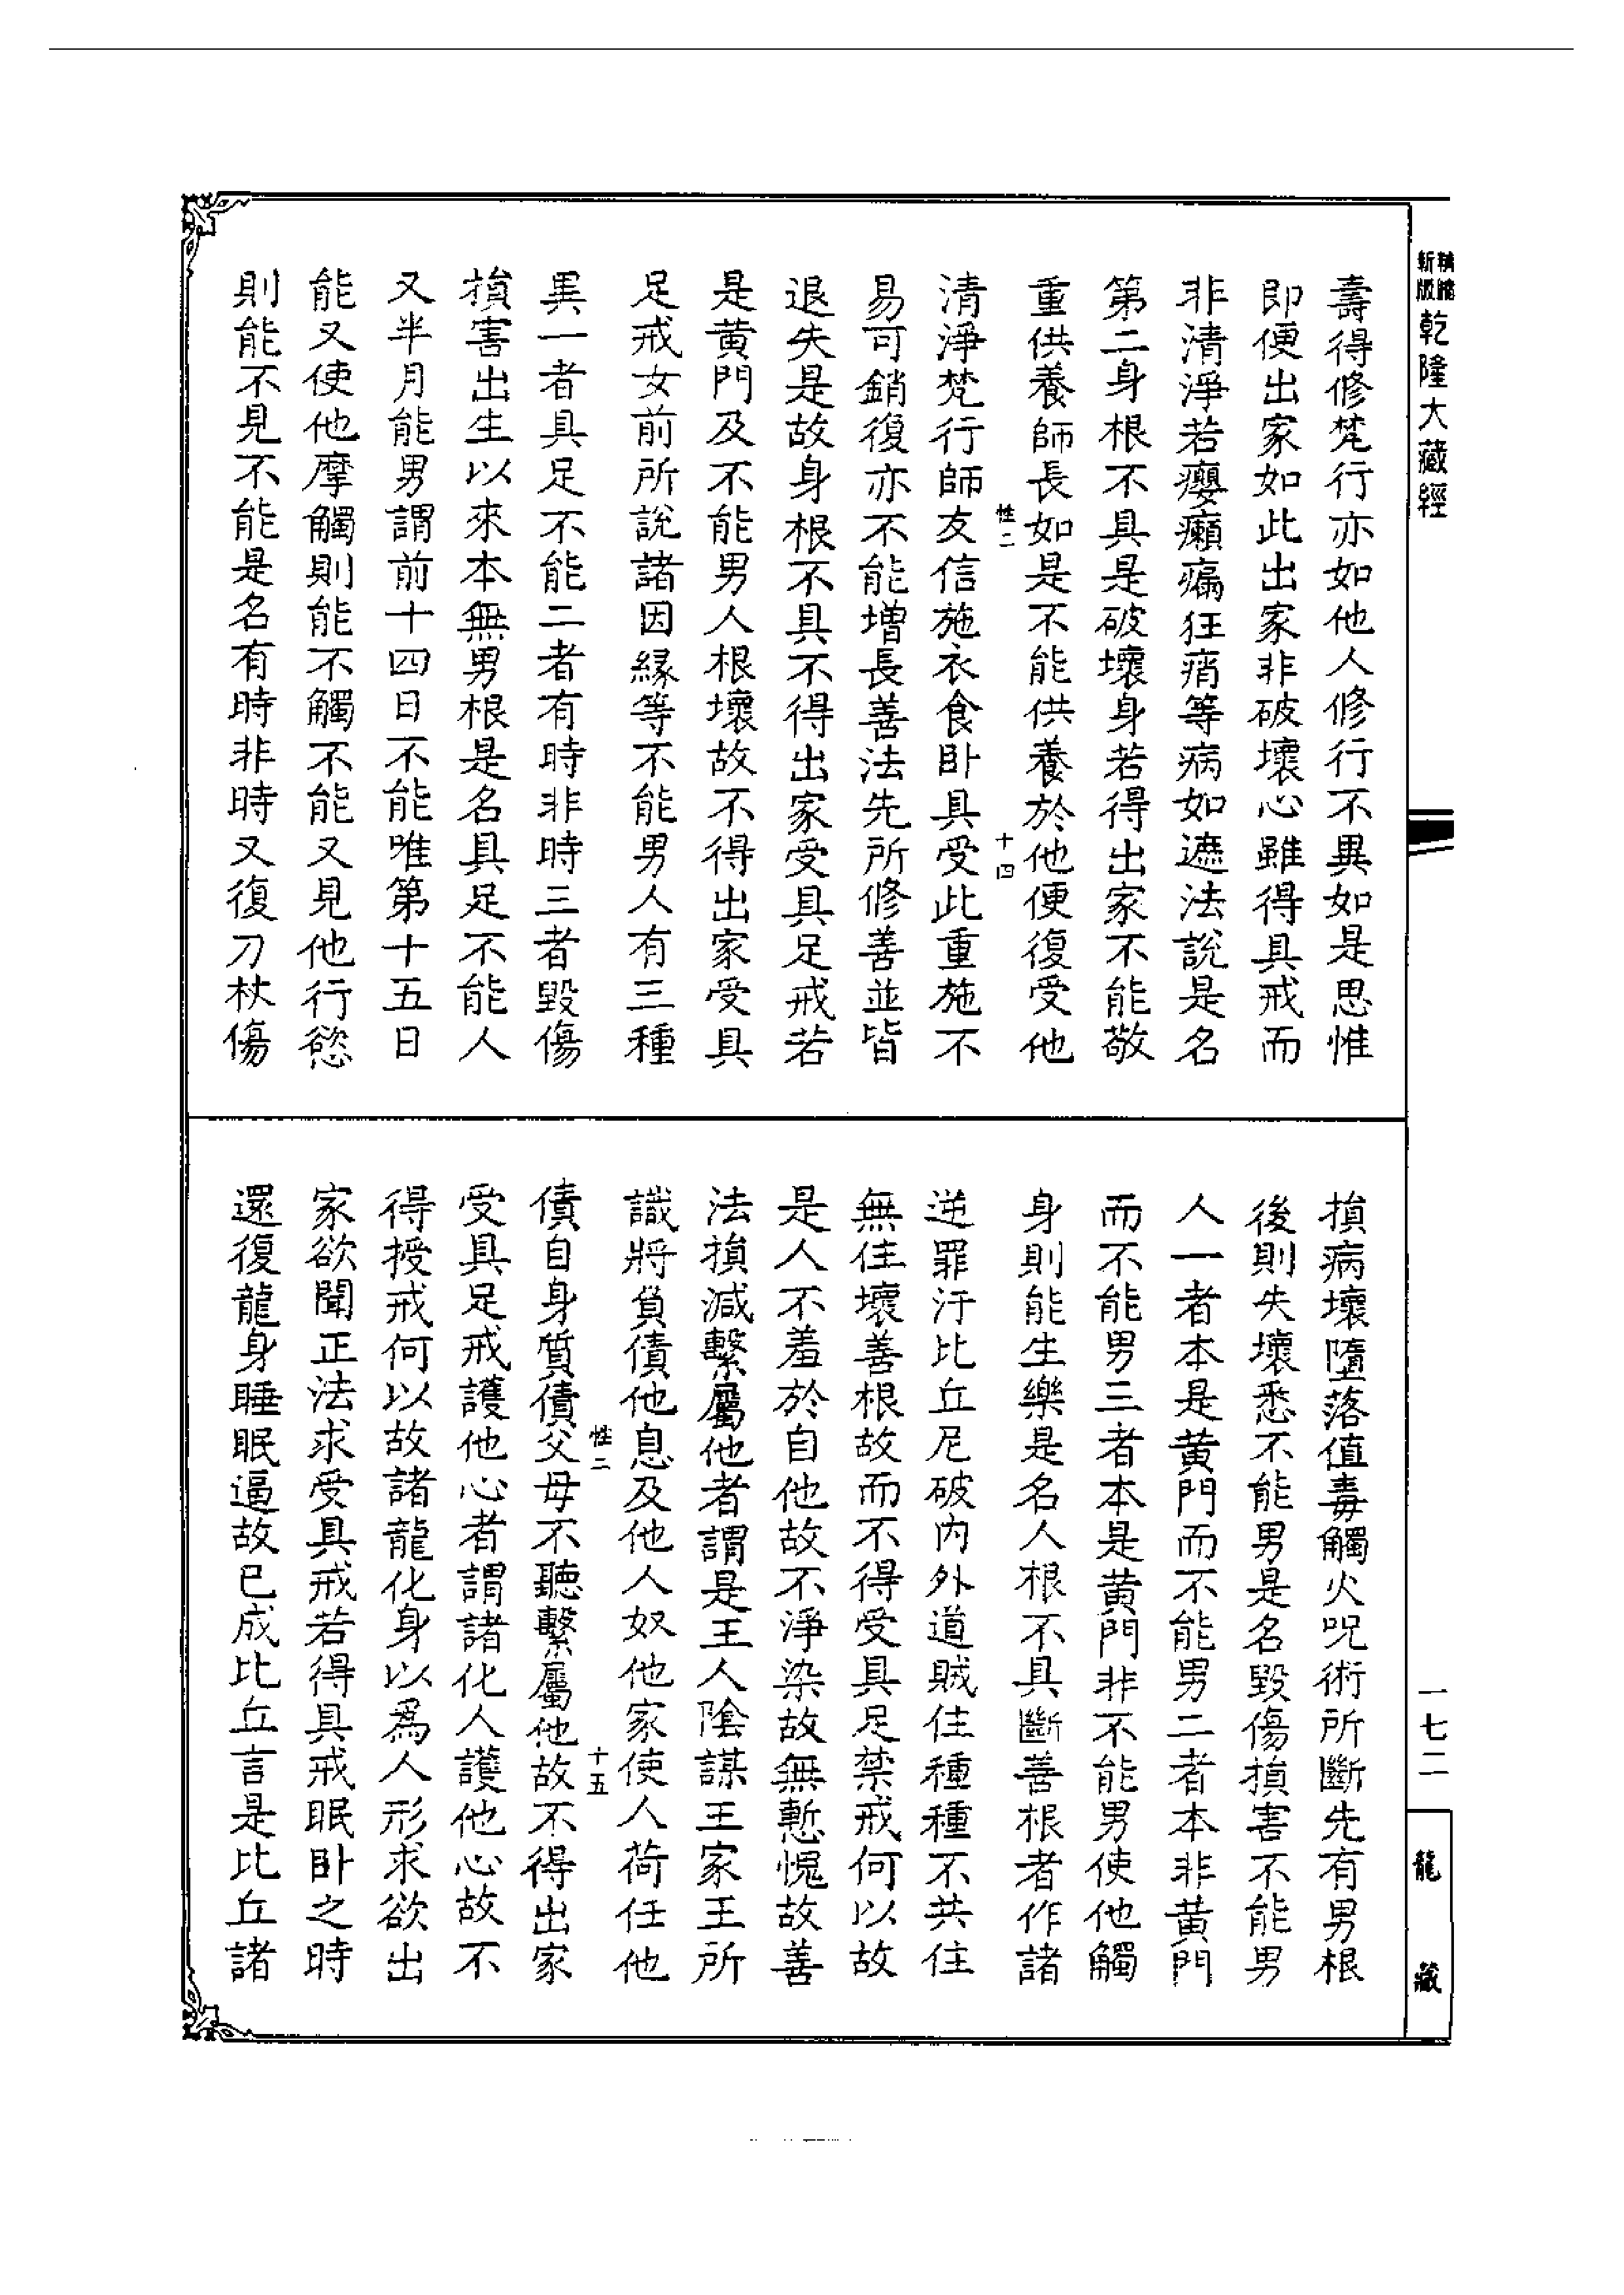 精縮
新版
乾隆大藏經
壽得修梵行亦如他人修行不異如是思惟
即便出家如此出家非破壞心雖得具戒而
非清淨若癭癩瘺狂痟等病如遮法説是名
第二身根不具是破壞身若得出家不能敬
重供養師長如是不能供養於他便復受他
性二
十四
清淨梵行師友信施衣食卧具受此重施不
易可銷復亦不能增長善法先所修善並皆
退失是故身根不具不得出家受具足戒若
是黄門及不能男人根壞故不得出家受具
足戒女前所説諸因緣等不能男人有三種
異一者具足不能二者有時非時三者毀傷
損害出生以來本無男根是名具足不能人
又半月能男謂前十四日不能唯第十五日
能又使他摩觸則能不觸不能又見他行慾
則能不見不能是名有時非時又復刀杖傷
損病壞墮落值毒觸火呪術所斷先有男根
後則失壞悉不能男是名毀傷損害不能男
人一者本是黄門而不能男二者本非黄門
而不能男三者本是黄門非不能男使他觸
身則能生樂是名人根不具斷善根者作諸
逆罪汙比丘尼破内外道賊住種種不共住
無住壞善根故而不得受具足禁戒何以故
是人不羞於自他故不淨染故無慙愧故善
法損減繫屬他者謂是王人陰謀王家王所
識將負債他息及他人奴他家使人荷任他
性二
十五
債自身質債父母不聽繫屬他故不得出家
受具足戒護他心者謂諸化人護他心故不
得授戒何以故諸龍化身以爲人形求欲出
家欲聞正法求受具戒若得具戒眠卧之時
還復龍身睡眠逼故已成比丘言是比丘諸
一七二
龍藏